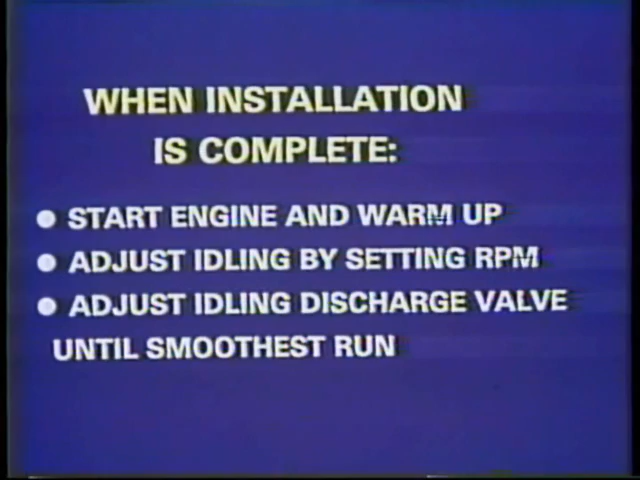 WHEN INSTALLATION
IS COMPLETE:
● START ENGINE AND WARM UP
● ADJUST IDLING BY SETTING RPM
● ADJUST IDLING DISCHARGE VALVE
UNTIL SMOOTHEST RUN